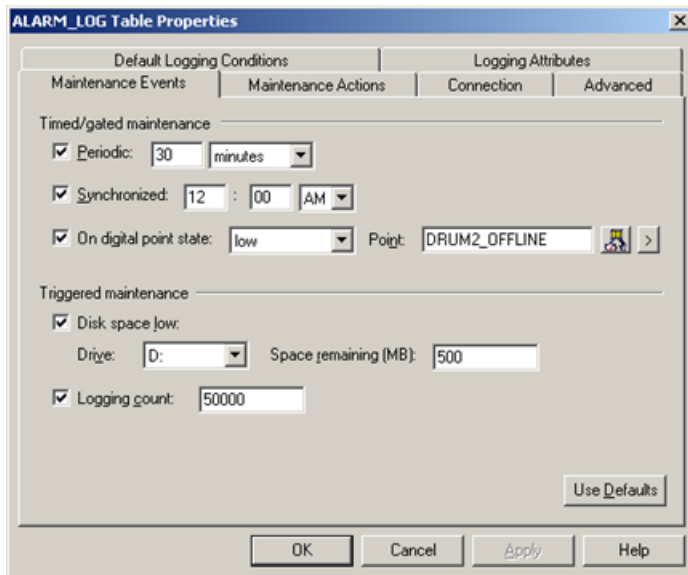 ALARM_LOG Table Properties
Default Logging Conditions Logging Attributes
Maintenance Events Maintenance Actions Connection Advanced
Timed/gated maintenance
Periodic: 30 minutes
Synchronized: 12 : 00 AM
On digital point state: low Point: DRUM2_OFFLINE >
Triggered maintenance
Disk space low:
Drive: D: Space remaining (MB): 500
Logging count: 50000
Use Defaults
OK Cancel Apply Help